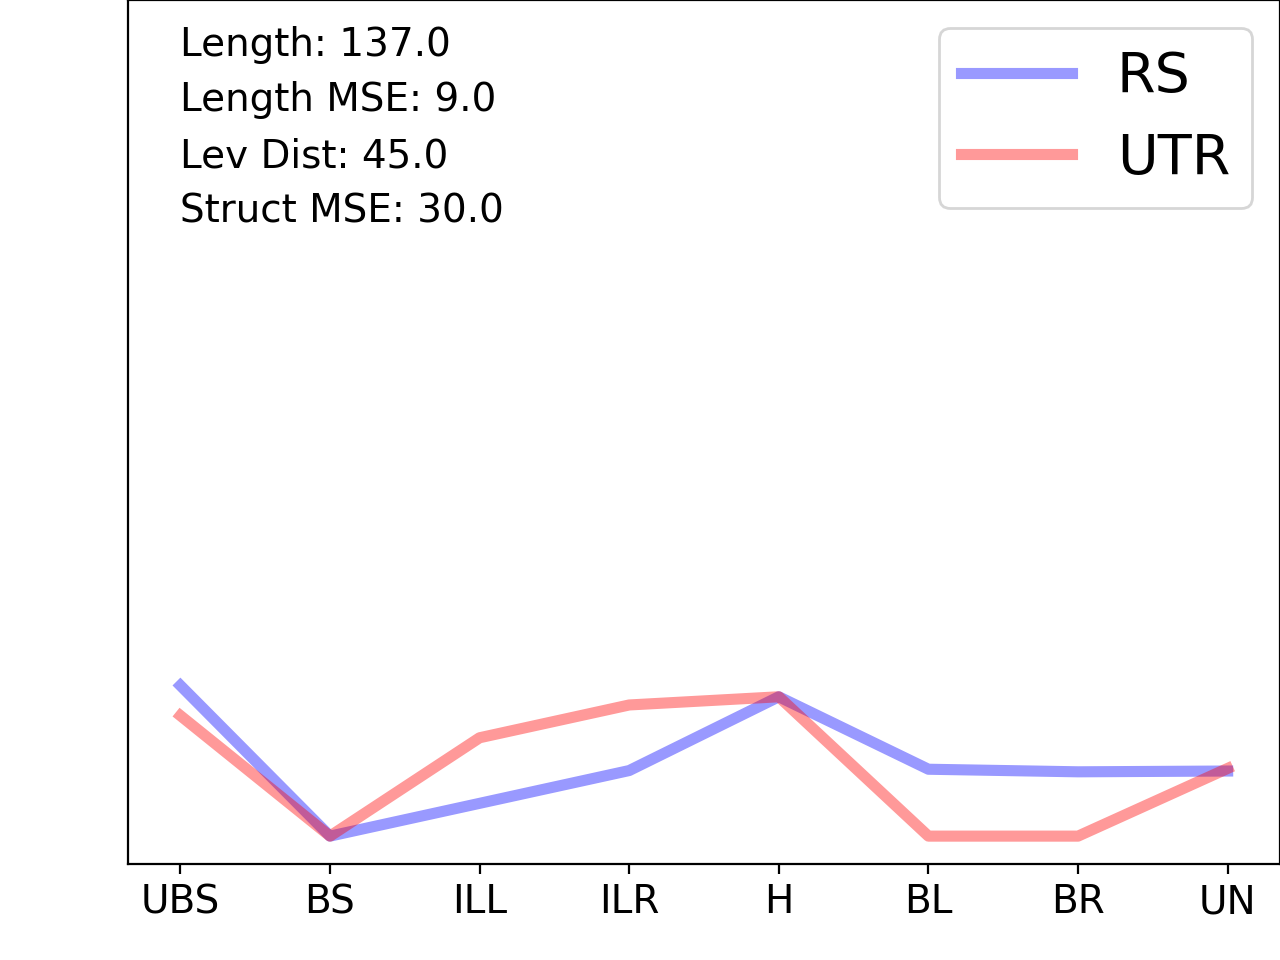 Length: 137.0
Length MSE: 9.0
Lev Dist: 45.0
Struct MSE: 30.0
RS
UTR
UBS BS ILL ILR H BL BR UN